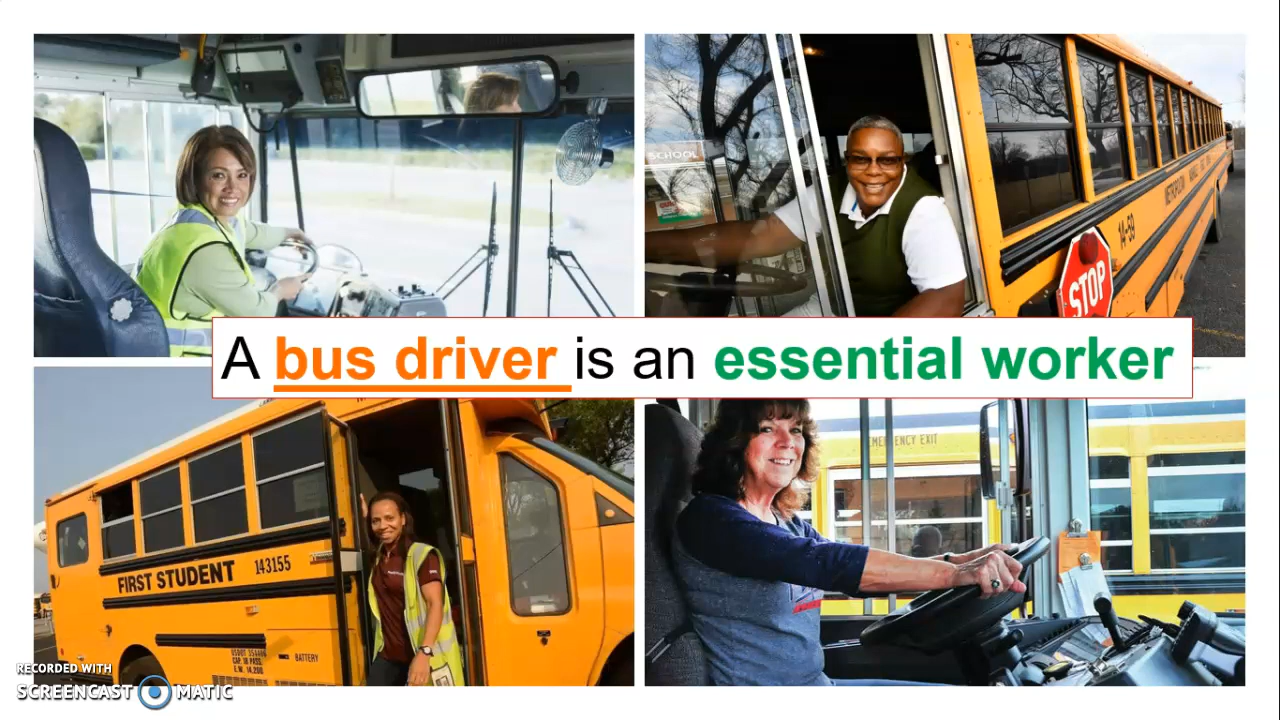 SCHOOL
14-59
STOP
A bus driver is an essential worker
EMERGENCY EXIT
FIRST STUDENT 143155
BATTERY
RECORDED WITH
SCREENCAST MATIC